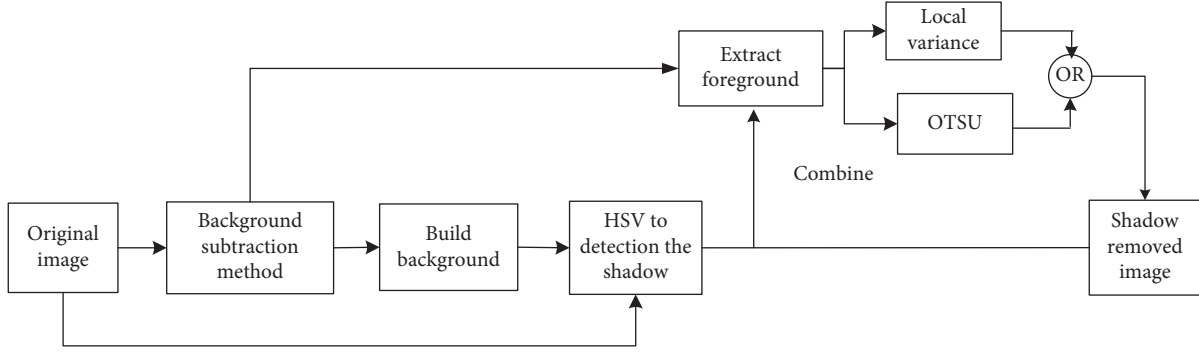 Local
variance
Extract
foreground
OR
OTSU
Combine
Original
image
Background
subtraction
method
Build
background
HSV to
detection the
shadow
Shadow
removed
image